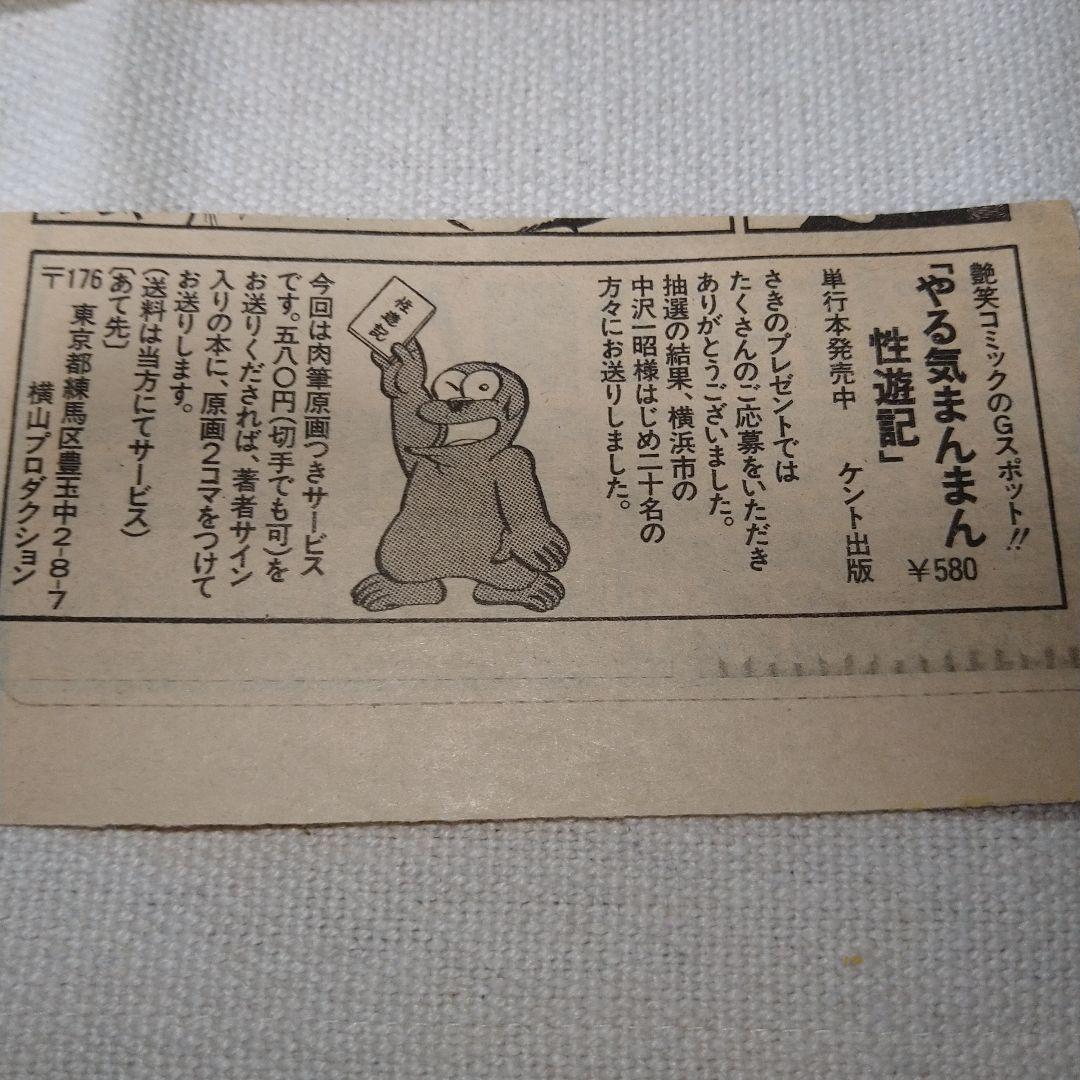 艶笑コミックのGスポット!!
「やる気まんまん
性遊記」
￥580
単行本発売中　ケント出版
さきのプレゼントでは
たくさんのご応募をいただき
ありがとうございました。
抽選の結果、横浜市の
中沢一昭様はじめ二十名の
方々にお送りしました。
性遊記
今回は肉筆原画つきサービス
です。五八〇円（切手でも可）を
お送りくだされば、著者サイン
入りの本に、原画2コマをつけて
お送りします。
（送料は当方にてサービス）
〔あて先〕
〒176 東京都練馬区豊玉中2-8-7
横山プロダクション